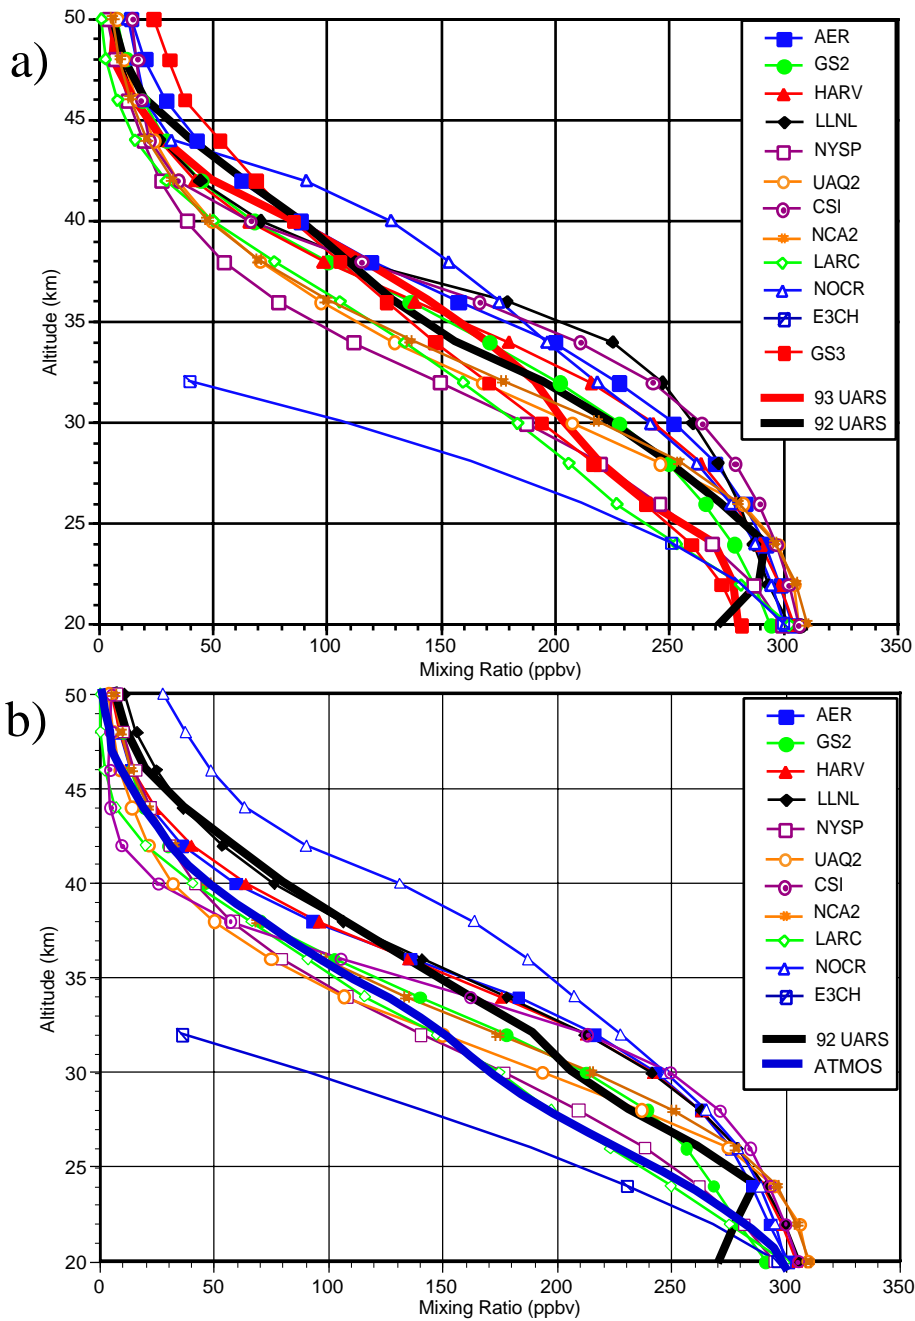 a)
50
45
40
35
30
25
20
Altitude (km)
0
50
100
150
200
250
300
350
Mixing Ratio (ppbv)
AER
GS2
HARV
LLNL
NYSP
UAQ2
CSI
NCA2
LARC
NOCR
E3CH
GS3
93 UARS
92 UARS
b)
50
45
40
35
30
25
20
Altitude (km)
0
50
100
150
200
250
300
350
Mixing Ratio (ppbv)
AER
GS2
HARV
LLNL
NYSP
UAQ2
CSI
NCA2
LARC
NOCR
E3CH
92 UARS
ATMOS